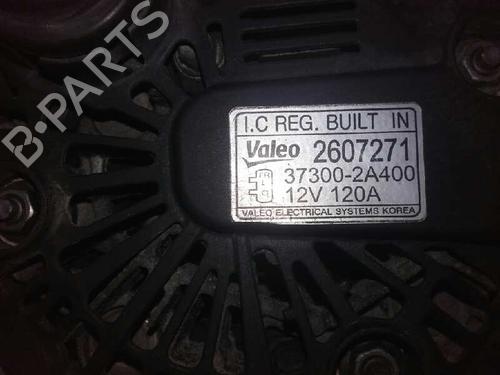 B-PARTS
I.C REG. BUILT IN
Valeo 2607271
37300-2A400
12V 120A
VALEO ELECTRICAL SYSTEMS KOREA